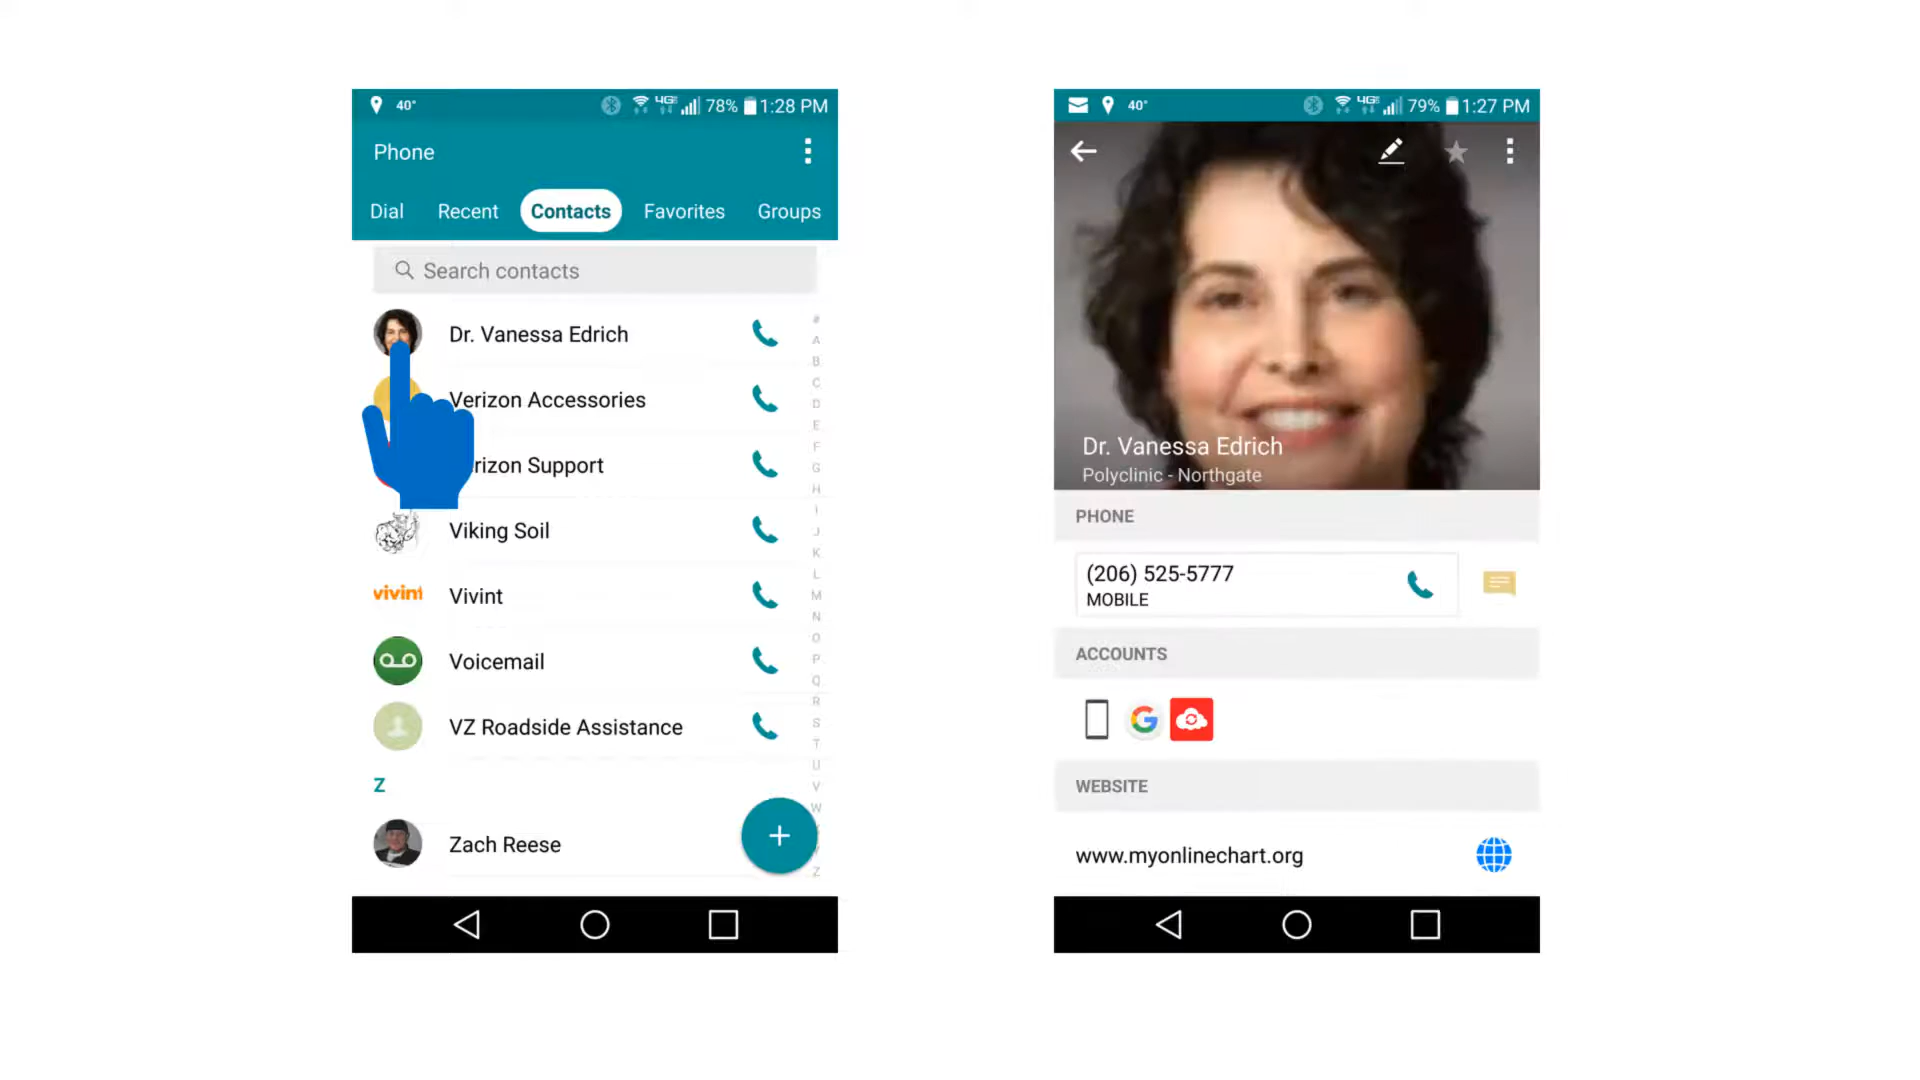 40°
4G
78%
1:28 PM
Phone
Dial
Recent
Contacts
Favorites
Groups
Search contacts
Dr. Vanessa Edrich
Verizon Accessories
rizon Support
Viking Soil
vivint
Vivint
Voicemail
VZ Roadside Assistance
Z
Zach Reese
#
A
B
C
D
E
F
G
H
I
J
K
L
M
N
O
P
Q
R
S
T
U
V
W
Z
40°
4G
79%
1:27 PM
Dr. Vanessa Edrich
Polyclinic - Northgate
PHONE
(206) 525-5777
MOBILE
ACCOUNTS
G
WEBSITE
www.myonlinechart.org